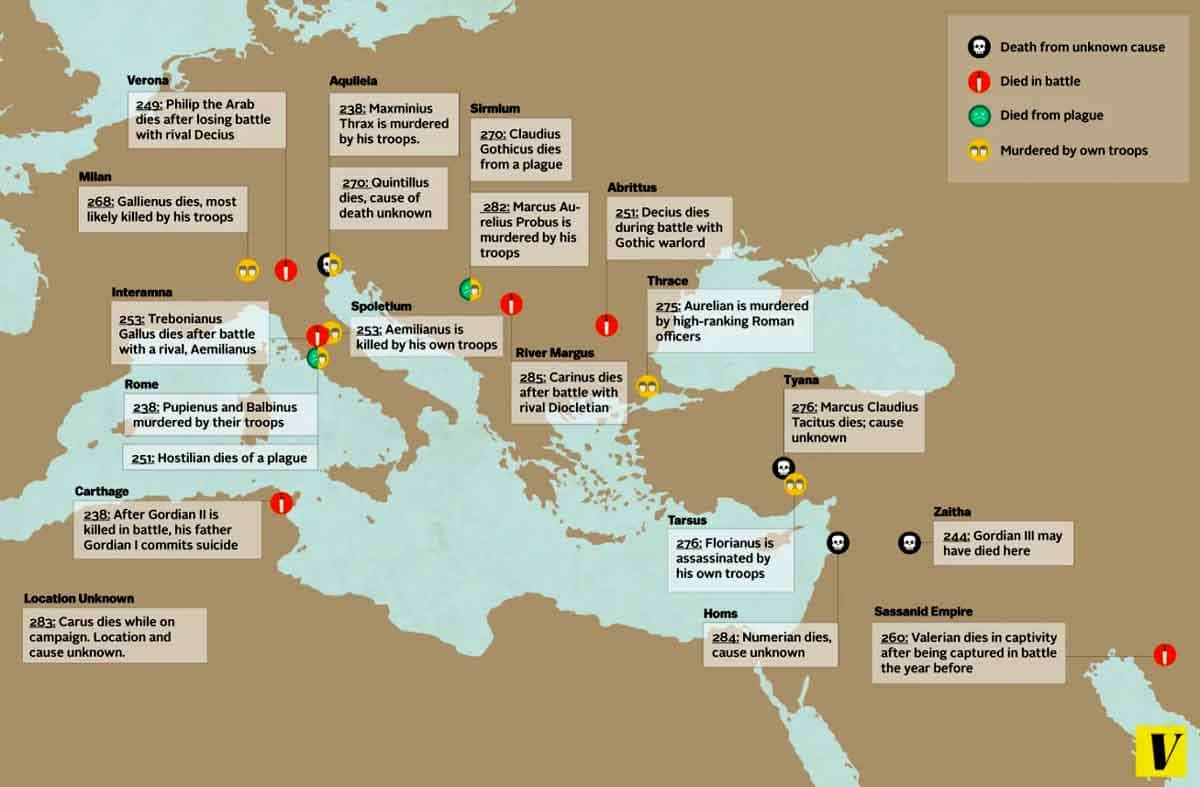 Death from unknown cause
Died in battle
Died from plague
Murdered by own troops
Verona
249: Philip the Arab
dies after losing battle
with rival Decius
Aquileia
238: Maxminius
Thrax is murdered
by his troops.
270: Quintillus
dies, cause of
death unknown
Sirmium
270: Claudius
Gothicus dies
from a plague
282: Marcus Au-
relius Probus is
murdered by his
troops
Milan
268: Gallienus dies, most
likely killed by his troops
Abrittus
251: Decius dies
during battle with
Gothic warlord
Thrace
275: Aurelian is murdered
by high-ranking Roman
officers
Interamna
253: Trebonianus
Gallus dies after battle
with a rival, Aemilianus
Spoletium
253: Aemilianus is
killed by his own troops
River Margus
285: Carinus dies
after battle with
rival Diocletian
Rome
238: Pupienus and Balbinus
murdered by their troops
251: Hostilian dies of a plague
Tyana
276: Marcus Claudius
Tacitus dies; cause
unknown
Carthage
238: After Gordian II is
killed in battle, his father
Gordian I commits suicide
Tarsus
276: Florianus is
assassinated by
his own troops
Zaitha
244: Gordian III may
have died here
Location Unknown
283: Carus dies while on
campaign. Location and
cause unknown.
Homs
284: Numerian dies,
cause unknown
Sassanid Empire
260: Valerian dies in captivity
after being captured in battle
the year before
V